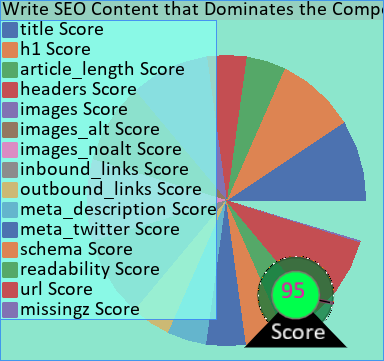 Write SEO Content that Dominates the Compe
title Score
h1 Score
article_length Score
headers Score
images Score
images_alt Score
images_noalt Score
inbound_links Score
outbound_links Score
meta_description Score
meta_twitter Score
schema Score
readability Score
url Score
missingz Score
95
Score